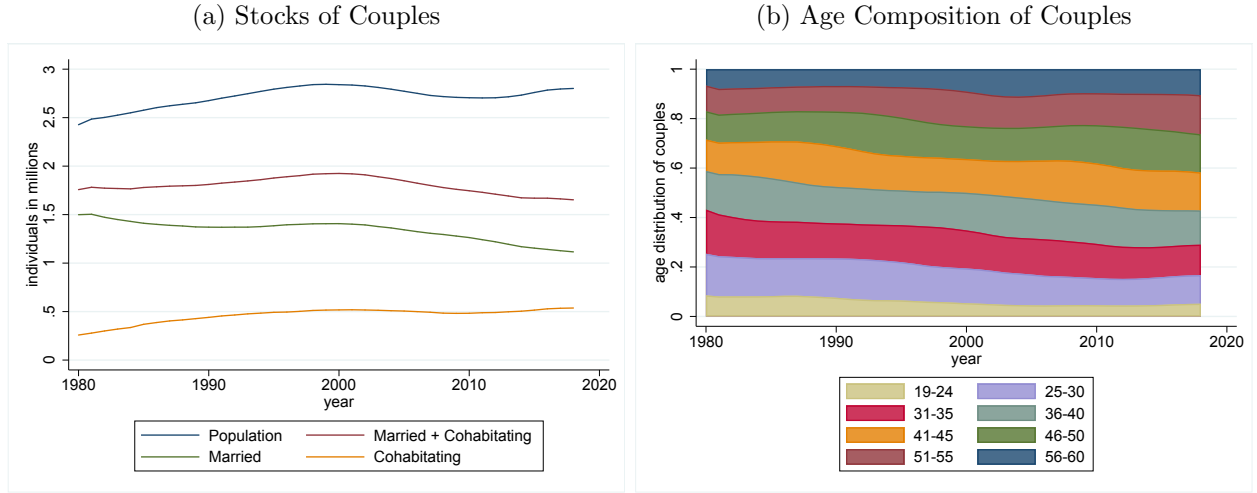 (a) Stocks of Couples
individuals in millions
3
2.5
2
1.5
1
.5
0
1980 1990 2000 2010 2020
year
Population Married + Cohabitating
Married Cohabitating
(b) Age Composition of Couples
age distribution of couples
1
.8
.6
.4
.2
0
1980 1990 2000 2010 2020
year
19-24 25-30
31-35 36-40
41-45 46-50
51-55 56-60